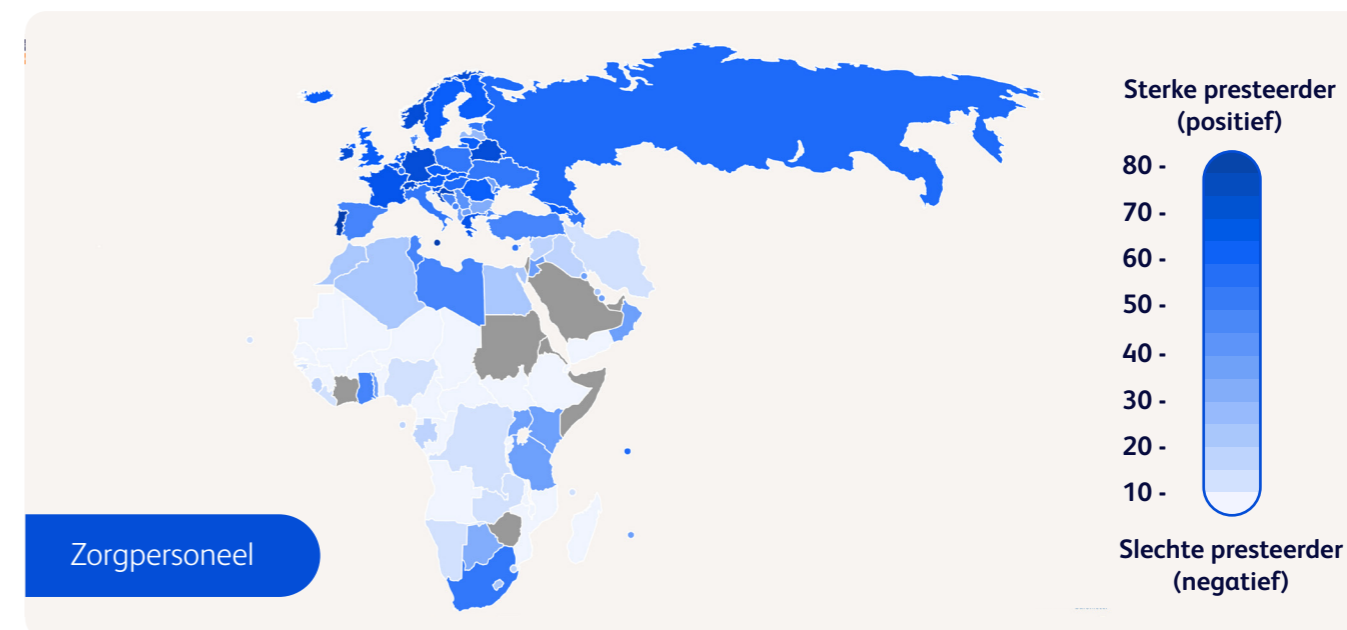 Sterke presteerder
(positief)
80 -
70 -
60 -
50 -
40 -
30 -
20 -
10 -
Slechte presteerder
(negatief)
Zorgpersoneel